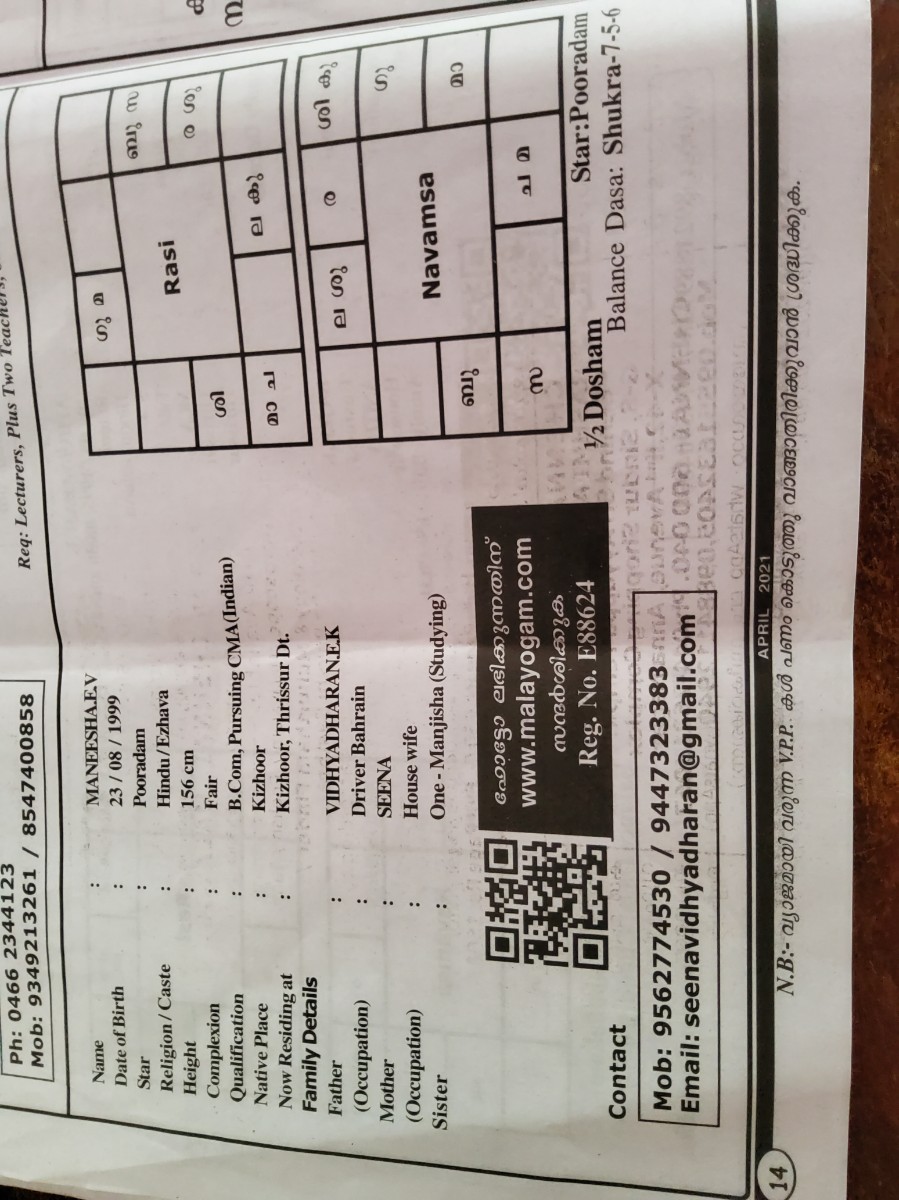 Req: Lecturers, Plus Two Teachers,
Ph: 0466 2344123
Mob: 9349213261 / 8547400858
Name : MANEESHA.E.V
Date of Birth : 23 / 08 / 1999
Star : Pooradam
Religion / Caste : Hindu / Ezhava
Height : 156 cm
Complexion : Fair
Qualification : B.Com, Pursuing CMA (Indian)
Native Place : Kizhoor
Now Residing at : Kizhoor, Thrissur Dt.
Family Details
Father : VIDHYADHARAN.E.K
(Occupation) : Driver Bahrain
Mother : SEENA
(Occupation) : House wife
Sister : One - Manjisha (Studying)
ഗു മ
ബു സ
Rasi
ശി
ര ശു
മാ ച
ല കു
ല ശു
ര
ശി കു
Navamsa
ഗു
ബു
മാ
സ
ച മ
½ Dosham
Star:Pooradam
Balance Dasa: Shukra-7-5-6
ഫോട്ടോ ലഭിക്കുന്നതിന്
www.malayogam.com
സന്ദർശിക്കുക
Reg. No. E88624
Contact
Mob: 9562774530 / 9447323383
Email: seenavidhyadharan@gmail.com
APRIL 2021
14
N.B:- വ്യാജമായി വരുന്ന V.P.P. കൾ പണം കൊടുത്തു വാങ്ങാതിരിക്കുവാൻ ശ്രദ്ധിക്കുക.